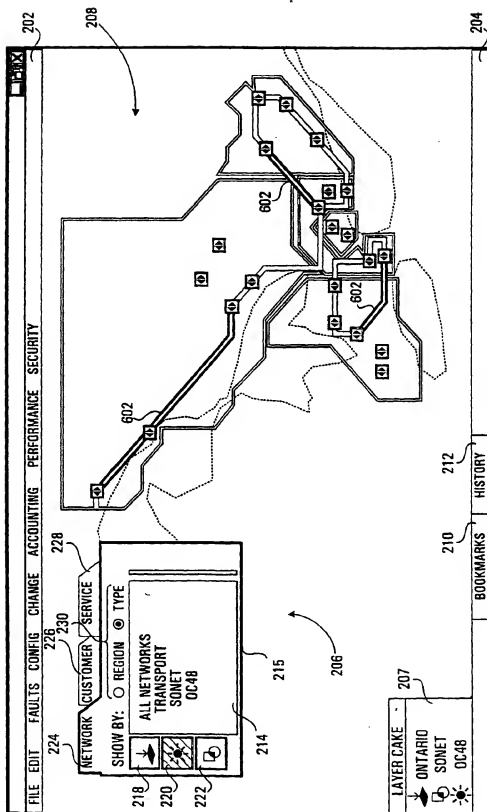 202
FILE EDIT FAULTS CONFIG CHANGE ACCOUNTING PERFORMANCE SECURITY
208
224
226
228
NETWORK CUSTOMER SERVICE
230
SHOW BY: REGION TYPE
218
220
222
ALL NETWORKS
TRANSPORT
SONET
OC48
214
215
206
602
602
602
207
LAYER CAKE
ONTARIO
SONET
OC48
210
212
BOOKMARKS HISTORY
204